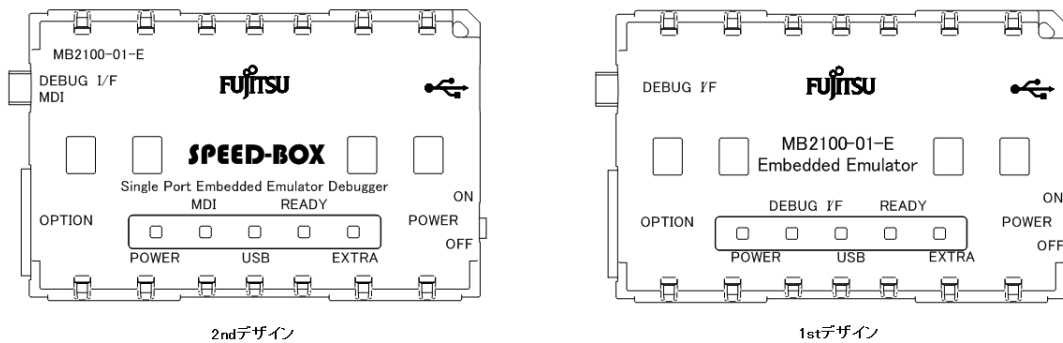 MB2100-01-E
DEBUG I/F
MDI
FUJITSU
SPEED-BOX
Single Port Embedded Emulator Debugger
MDI READY
OPTION
ON
POWER
OFF
POWER USB EXTRA
2ndデザイン
DEBUG I/F
FUJITSU
MB2100-01-E
Embedded Emulator
DEBUG I/F READY
OPTION
ON
POWER
OFF
POWER USB EXTRA
1stデザイン